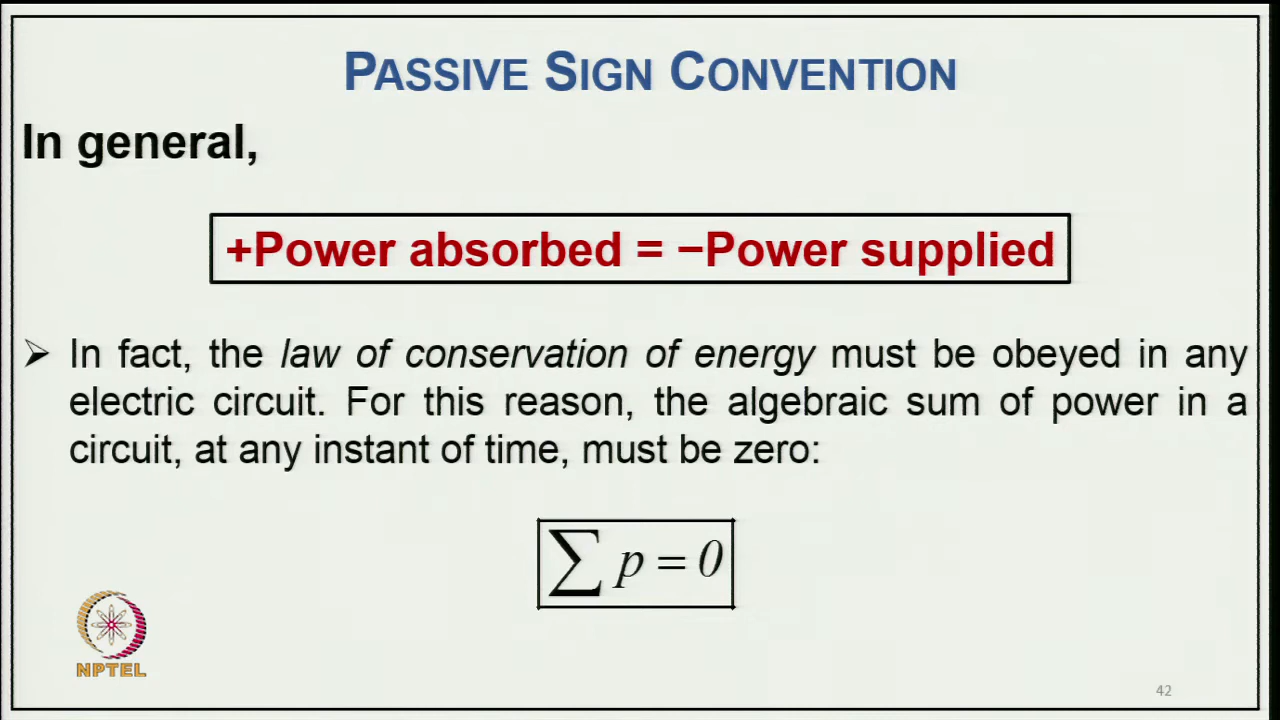 PASSIVE SIGN CONVENTION
In general,
+Power absorbed = −Power supplied
➢ In fact, the law of conservation of energy must be obeyed in any
electric circuit. For this reason, the algebraic sum of power in a
circuit, at any instant of time, must be zero:
∑ p = 0
NPTEL
42